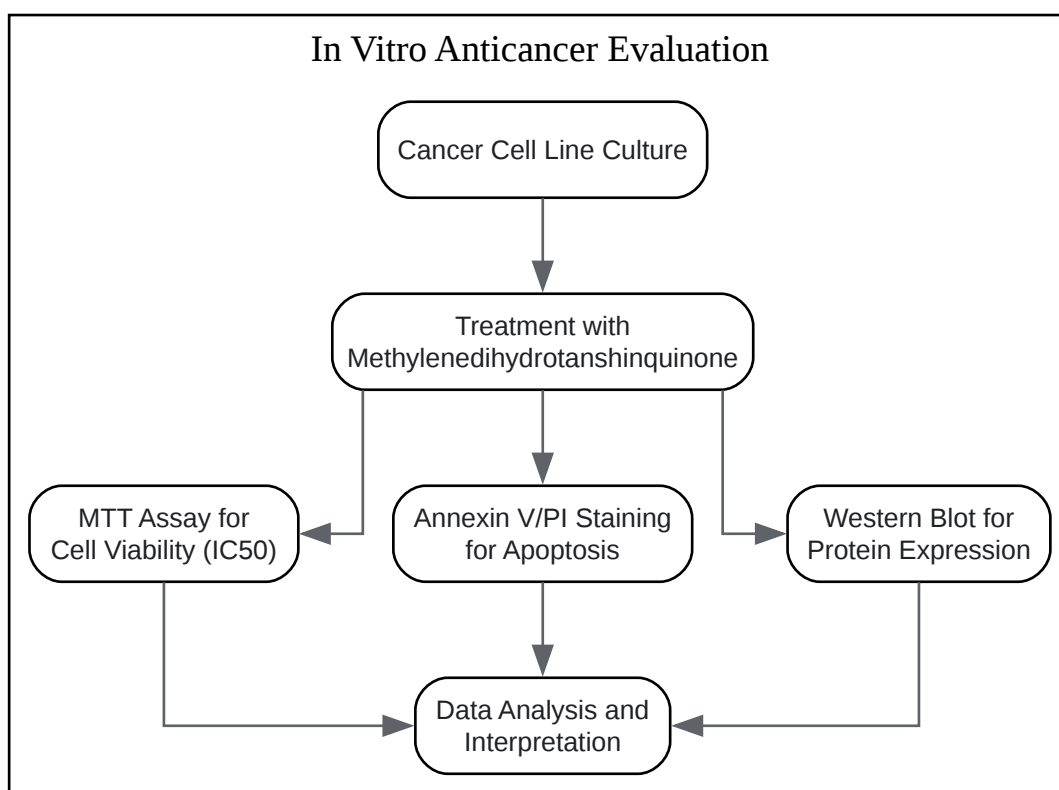 In Vitro Anticancer Evaluation
Cancer Cell Line Culture
Treatment with
Methylenedihydrotanshinquinone
MTT Assay for
Cell Viability (IC50)
Annexin V/PI Staining
for Apoptosis
Western Blot for
Protein Expression
Data Analysis and
Interpretation